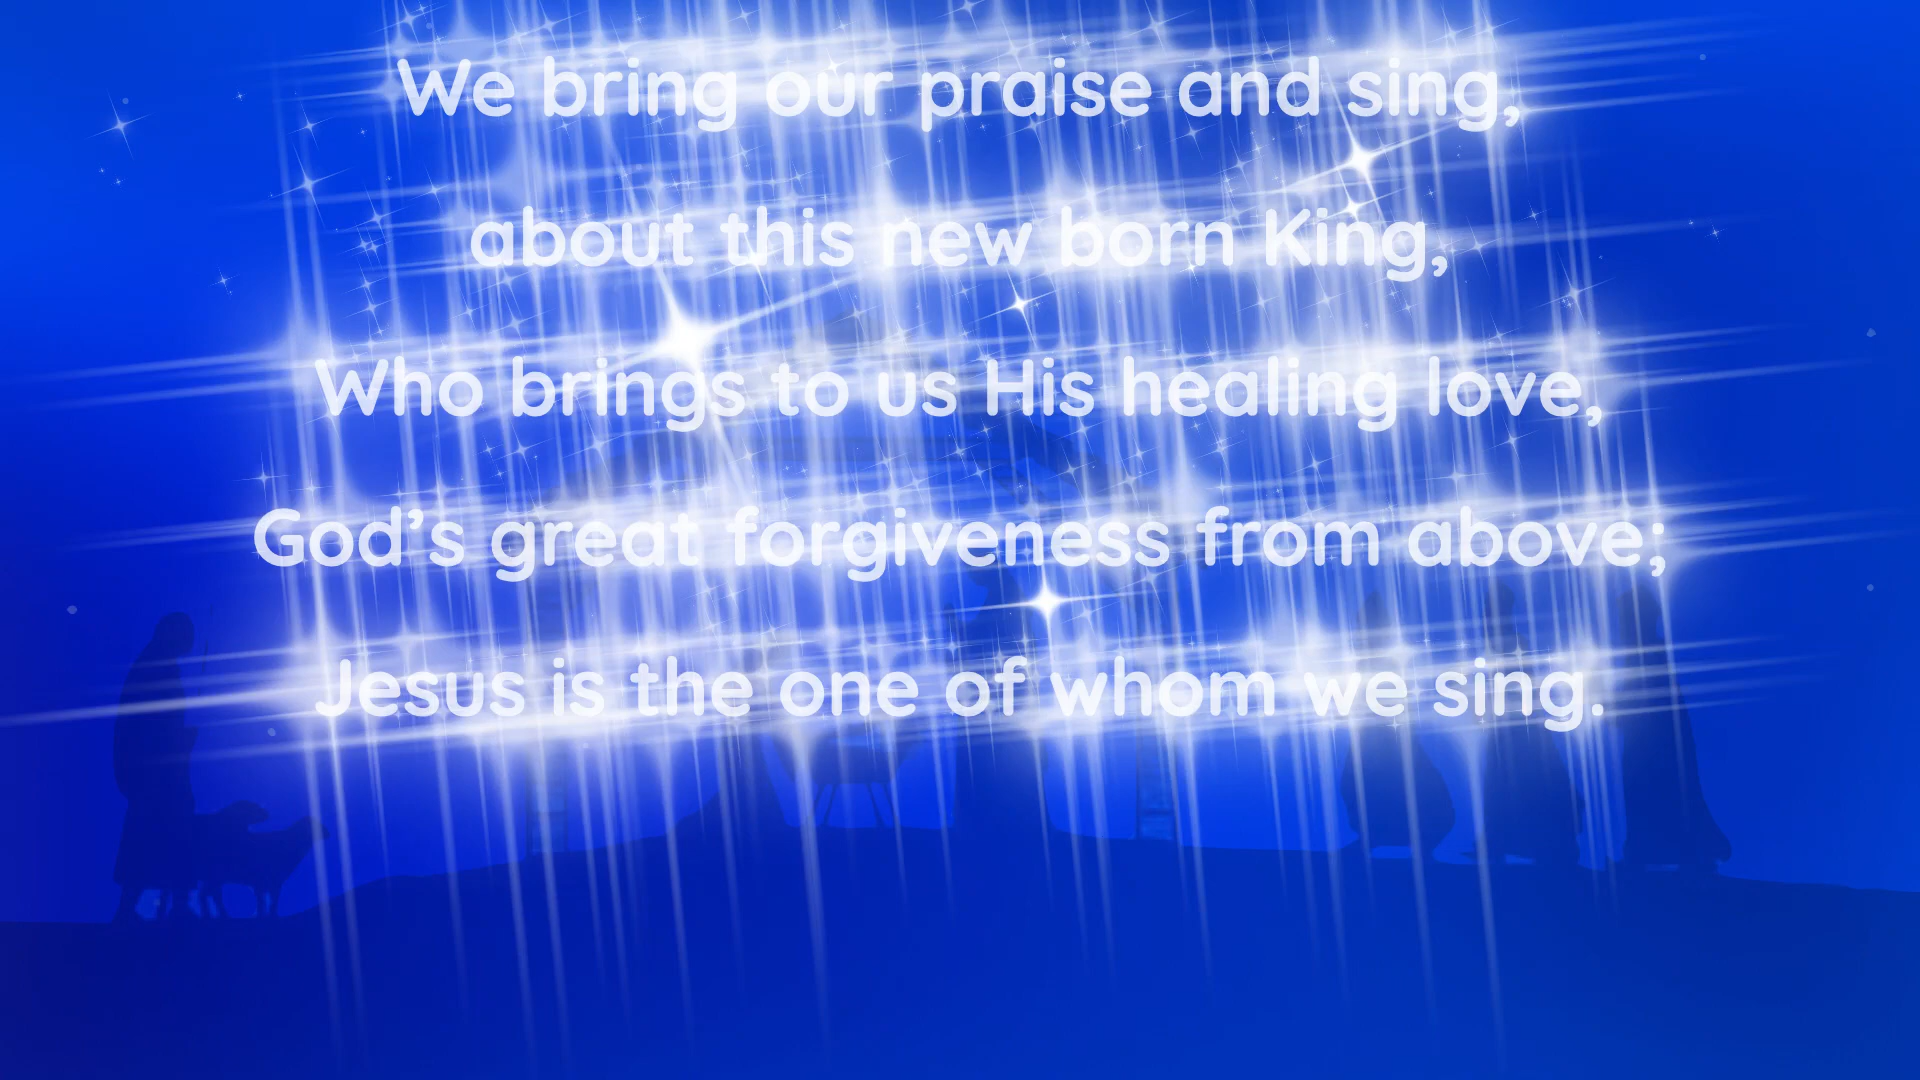 We bring our praise and sing,
about this new born King,
Who brings to us His healing love,
God’s great forgiveness from above;
Jesus is the one of whom we sing.